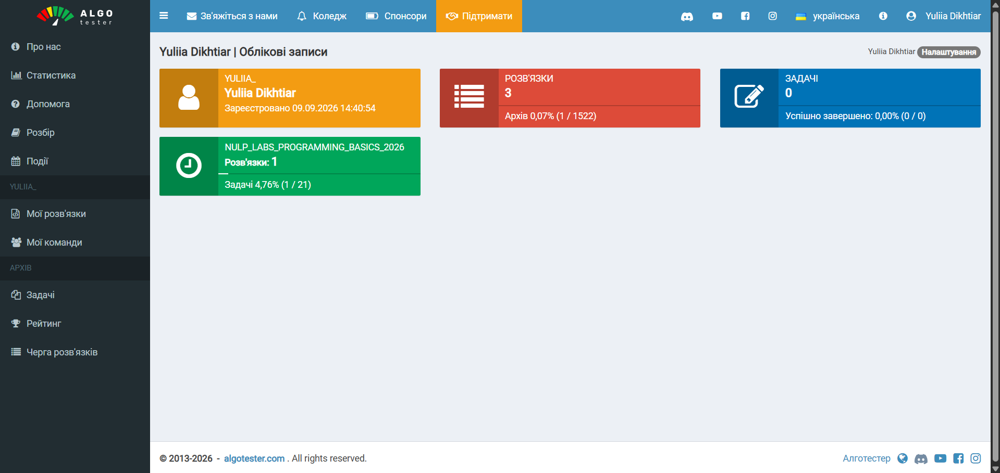 ALGO
tester
Зв'яжіться з нами
Коледж
Спонсори
Підтримати
українська
Yuliia Dikhtiar
Про нас
Статистика
Допомога
Розбір
Події
YULIIA_
Мої розв'язки
Мої команди
АРХІВ
Задачі
Рейтинг
Черга розв'язків
Yuliia Dikhtiar | Облікові записи
Yuliia Dikhtiar Налаштування
YULIIA_
Yuliia Dikhtiar
Зареєстровано 09.09.2026 14:40:54
РОЗВ'ЯЗКИ
3
Архів 0,07% (1 / 1522)
ЗАДАЧІ
0
Успішно завершено: 0,00% (0 / 0)
NULP_LABS_PROGRAMMING_BASICS_2026
Розв'язки: 1
Задачі 4,76% (1 / 21)
© 2013-2026 - algotester.com . All rights reserved.
Алготестер